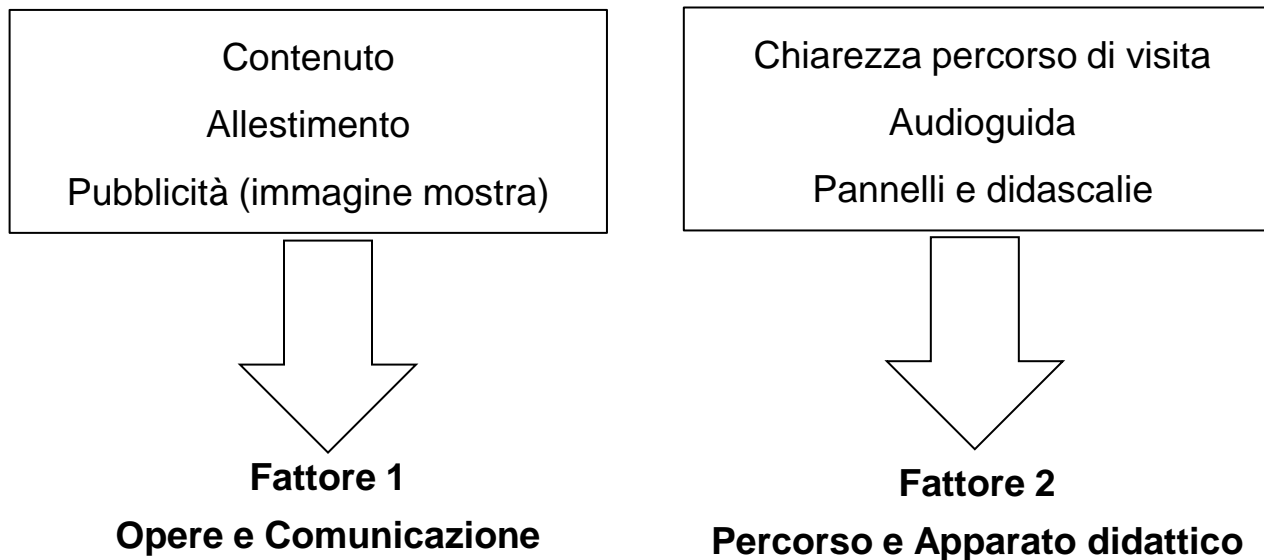 Contenuto
Allestimento
Pubblicità (immagine mostra)
Fattore 1
Opere e Comunicazione
Chiarezza percorso di visita
Audioguida
Pannelli e didascalie
Fattore 2
Percorso e Apparato didattico